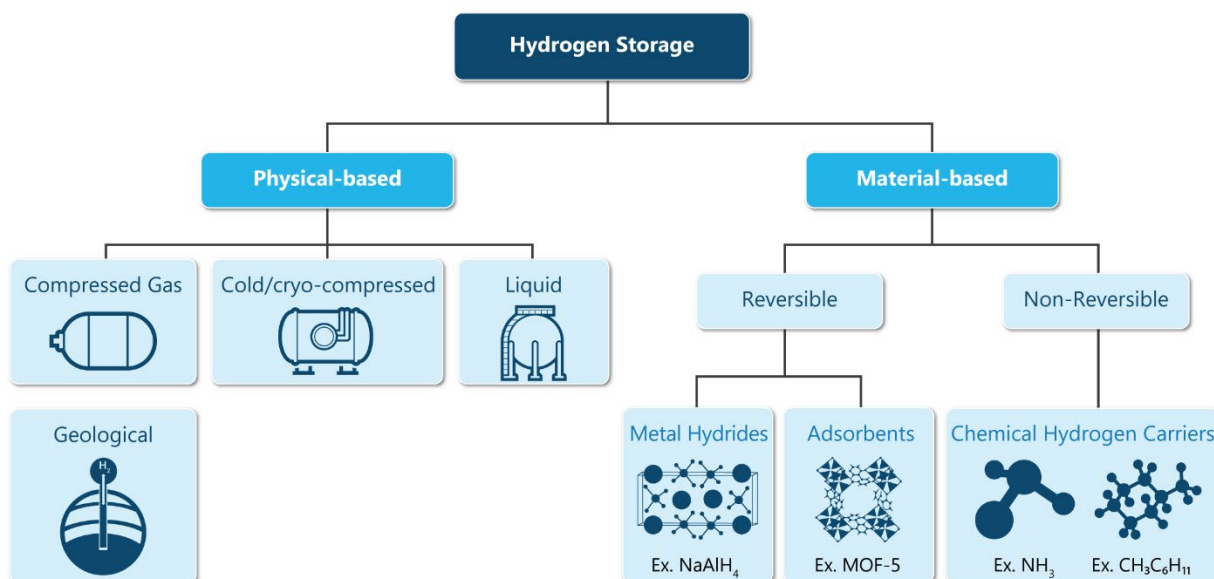 Hydrogen Storage
Physical-based
Material-based
Compressed Gas
Cold/cryo-compressed
Liquid
Reversible
Non-Reversible
Geological
H₂
Metal Hydrides
Adsorbents
Chemical Hydrogen Carriers
Ex. NaAlH₄
Ex. MOF-5
Ex. NH₃
Ex. CH₃C₆H₁₁